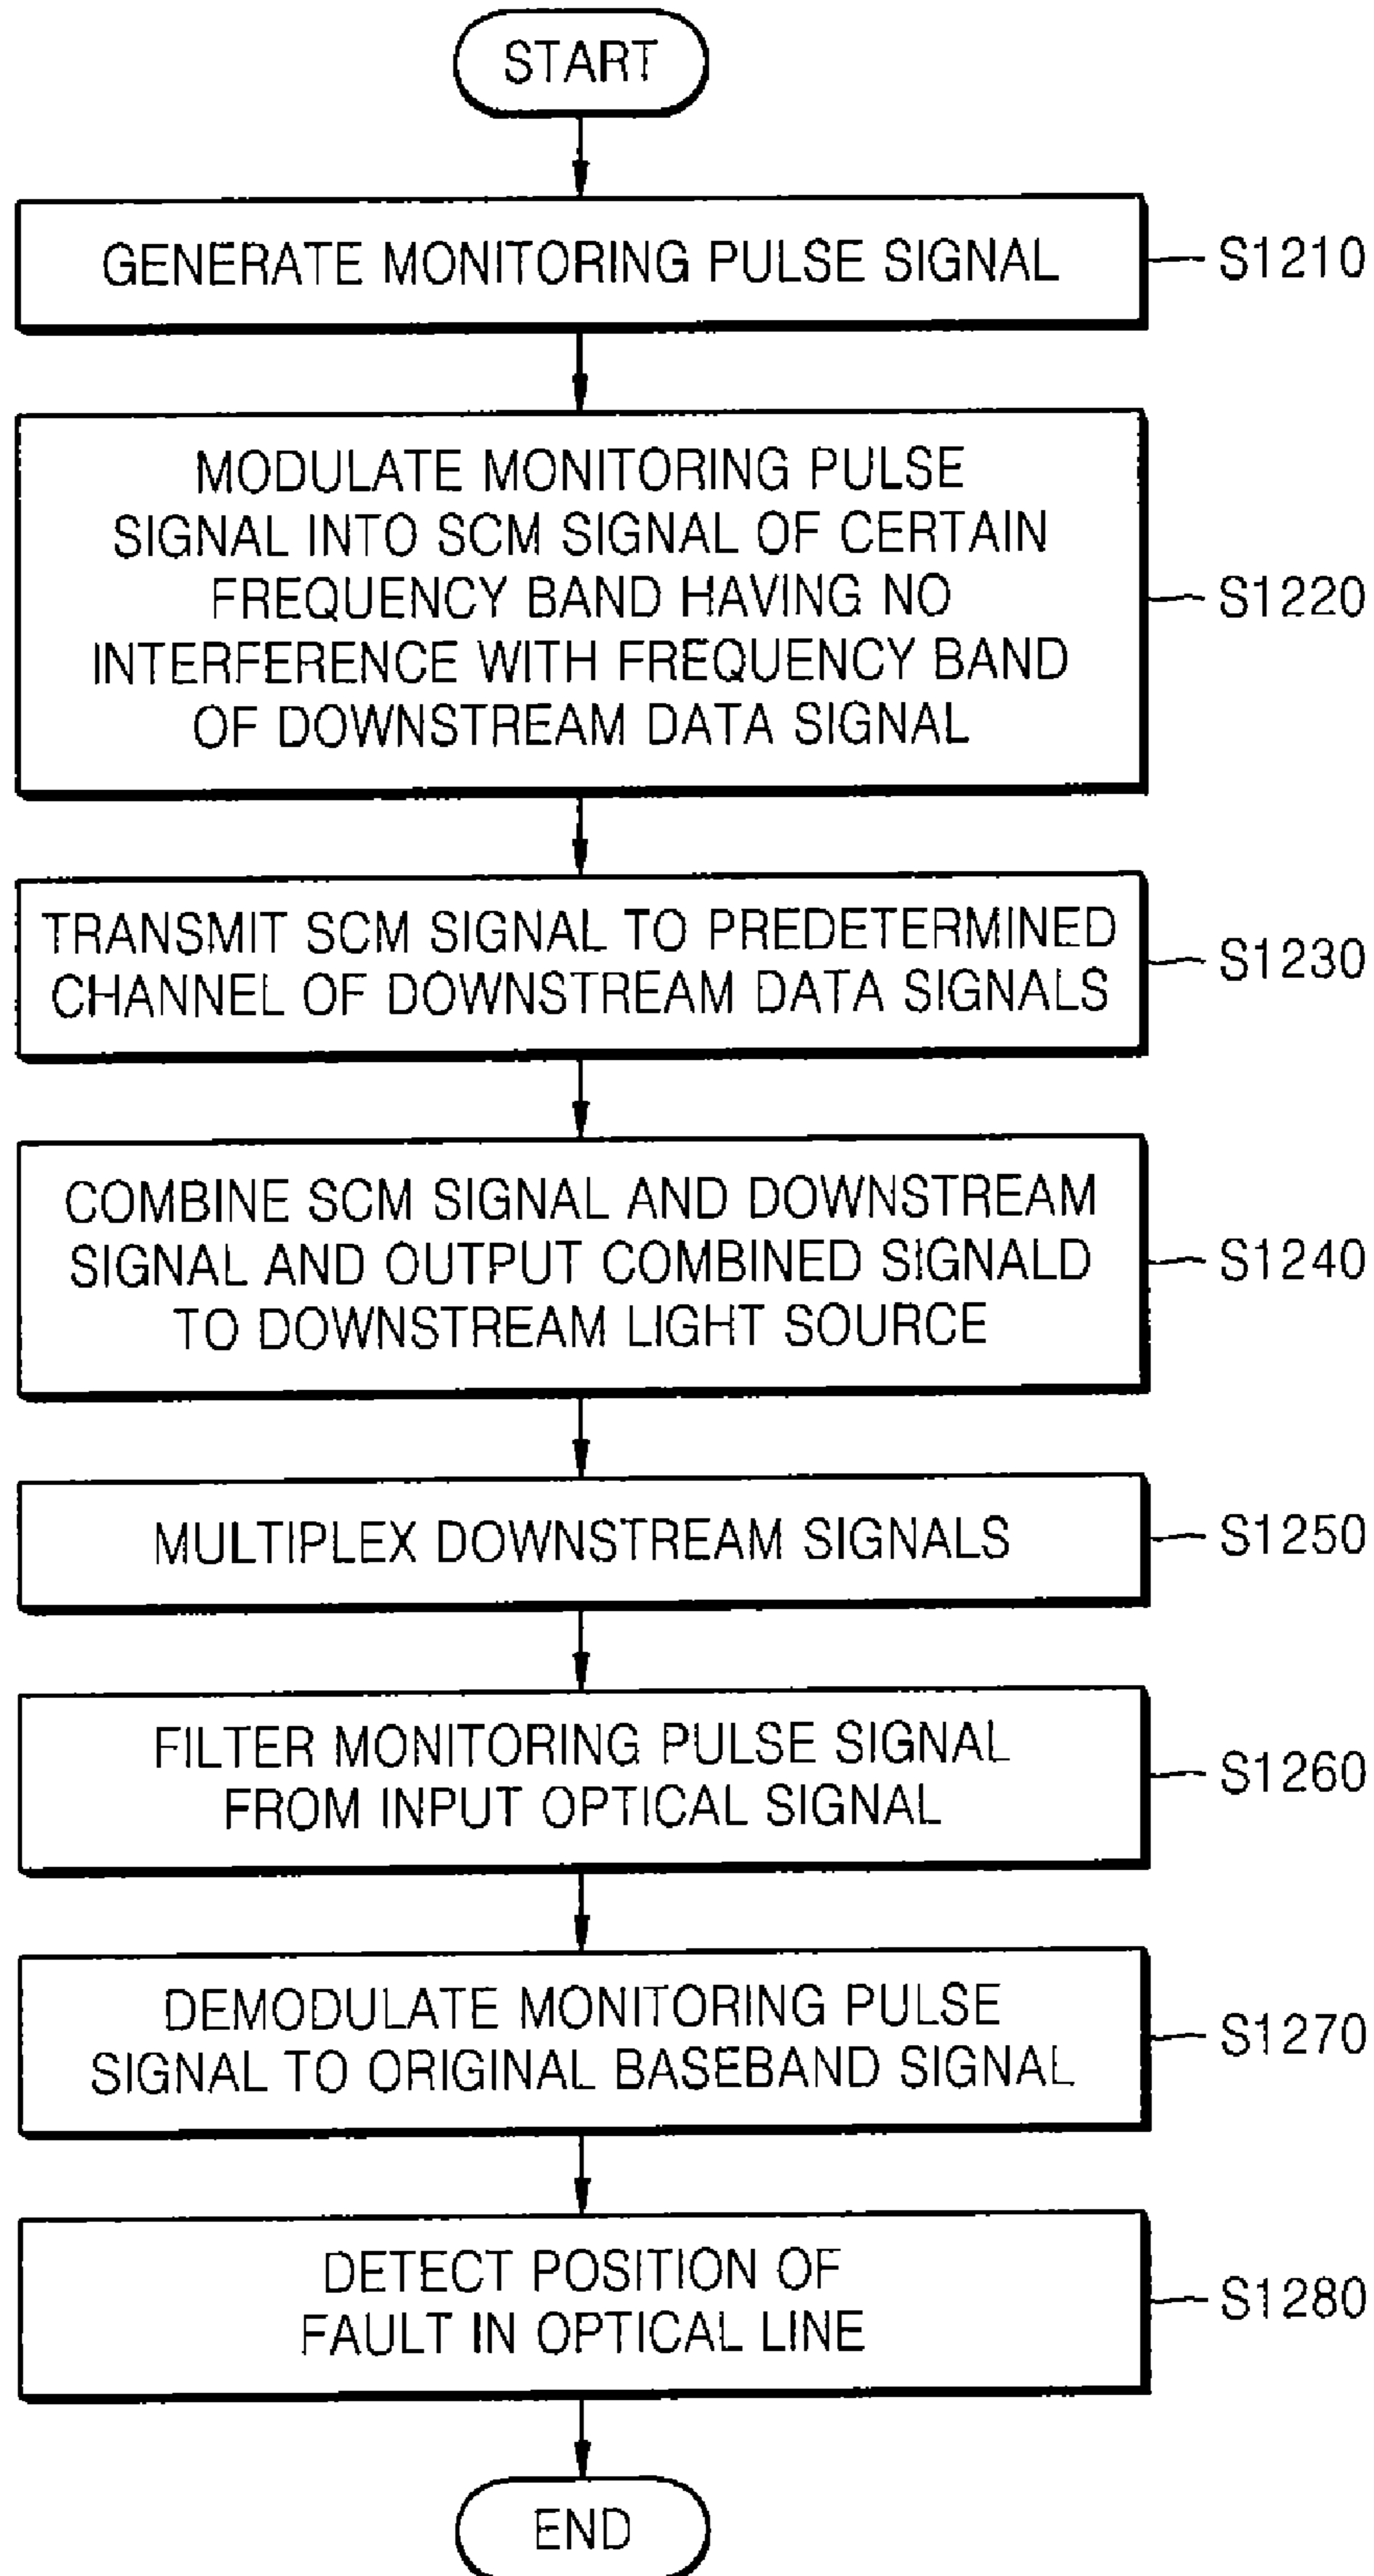 START
GENERATE MONITORING PULSE SIGNAL
S1210
MODULATE MONITORING PULSE
SIGNAL INTO SCM SIGNAL OF CERTAIN
FREQUENCY BAND HAVING NO
INTERFERENCE WITH FREQUENCY BAND
OF DOWNSTREAM DATA SIGNAL
S1220
TRANSMIT SCM SIGNAL TO PREDETERMINED
CHANNEL OF DOWNSTREAM DATA SIGNALS
S1230
COMBINE SCM SIGNAL AND DOWNSTREAM
SIGNAL AND OUTPUT COMBINED SIGNALD
TO DOWNSTREAM LIGHT SOURCE
S1240
MULTIPLEX DOWNSTREAM SIGNALS
S1250
FILTER MONITORING PULSE SIGNAL
FROM INPUT OPTICAL SIGNAL
S1260
DEMODULATE MONITORING PULSE
SIGNAL TO ORIGINAL BASEBAND SIGNAL
S1270
DETECT POSITION OF
FAULT IN OPTICAL LINE
S1280
END